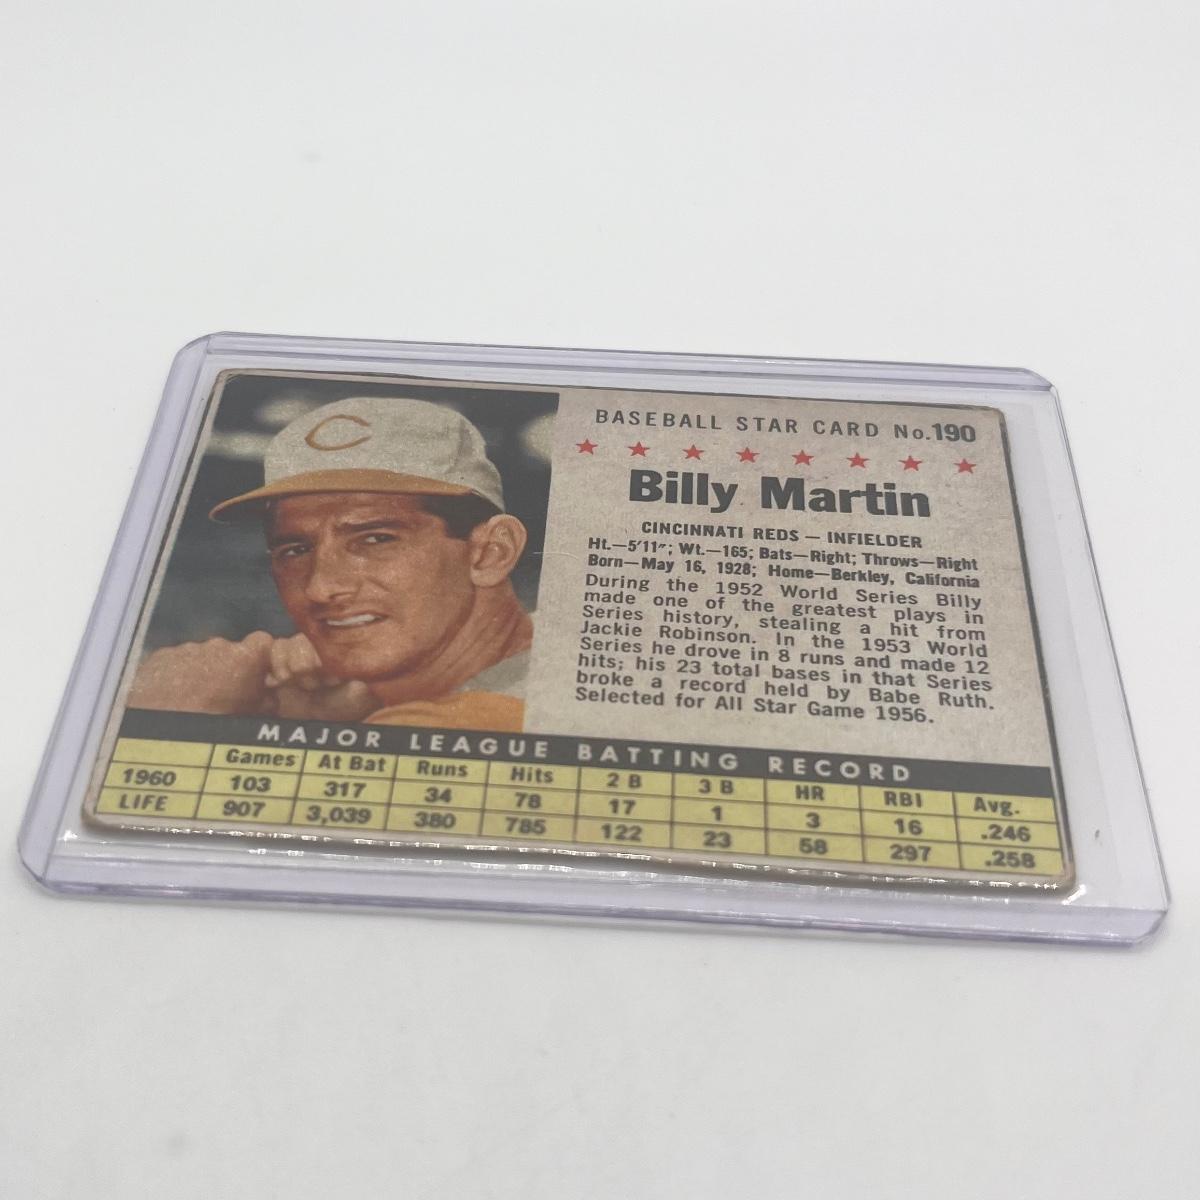 C
BASEBALL STAR CARD No.190
Billy Martin
CINCINNATI REDS — INFIELDER
Ht.—5'11"; Wt.—165; Bats—Right; Throws—Right
Born—May 16, 1928; Home—Berkley, California
During the 1952 World Series Billy
made one of the greatest plays in
Series history, stealing a hit from
Jackie Robinson. In the 1953 World
Series he drove in 8 runs and made 12
hits; his 23 total bases in that Series
broke a record held by Babe Ruth.
Selected for All Star Game 1956.
MAJOR LEAGUE BATTING RECORD
Games At Bat Runs Hits 2 B 3 B HR RBI Avg.
1960 103 317 34 78 17 1 3 16 .246
LIFE 907 3,039 380 785 122 23 58 297 .258